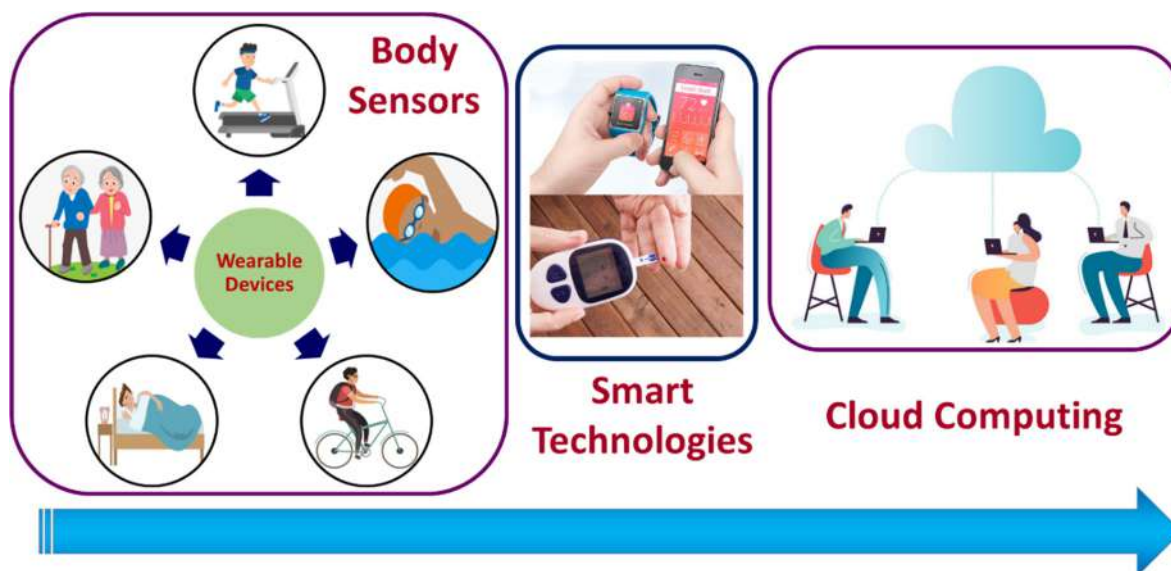 Body
Sensors
Wearable
Devices
Smart
Technologies
Cloud Computing